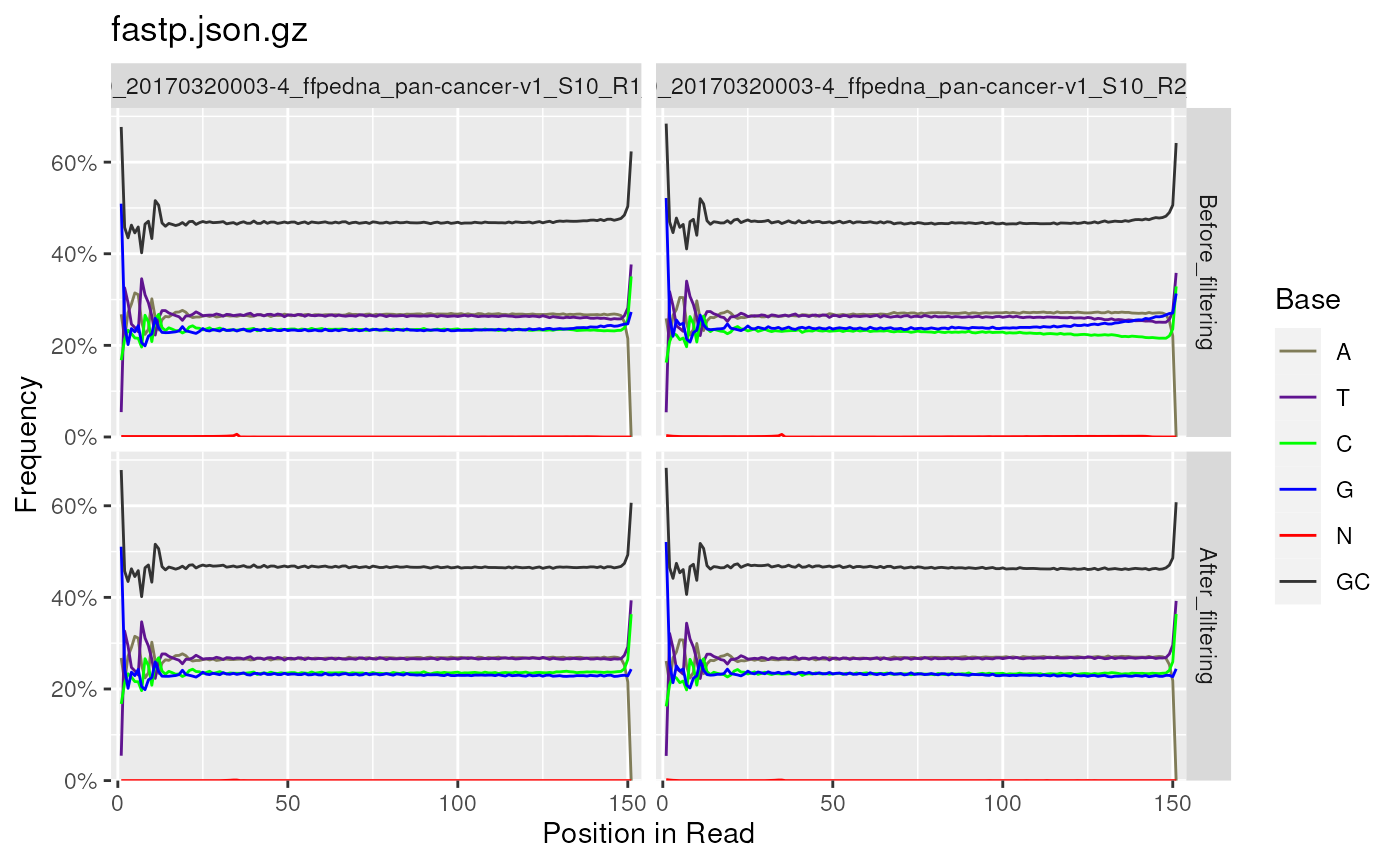 fastp.json.gz
_20170320003-4_ffpedna_pan-cancer-v1_S10_R1
_20170320003-4_ffpedna_pan-cancer-v1_S10_R2
60%
40%
20%
0%
Before_filtering
60%
40%
20%
0%
After_filtering
Frequency
0 50 100 150 0 50 100 150
Position in Read
Base
A
T
C
G
N
GC